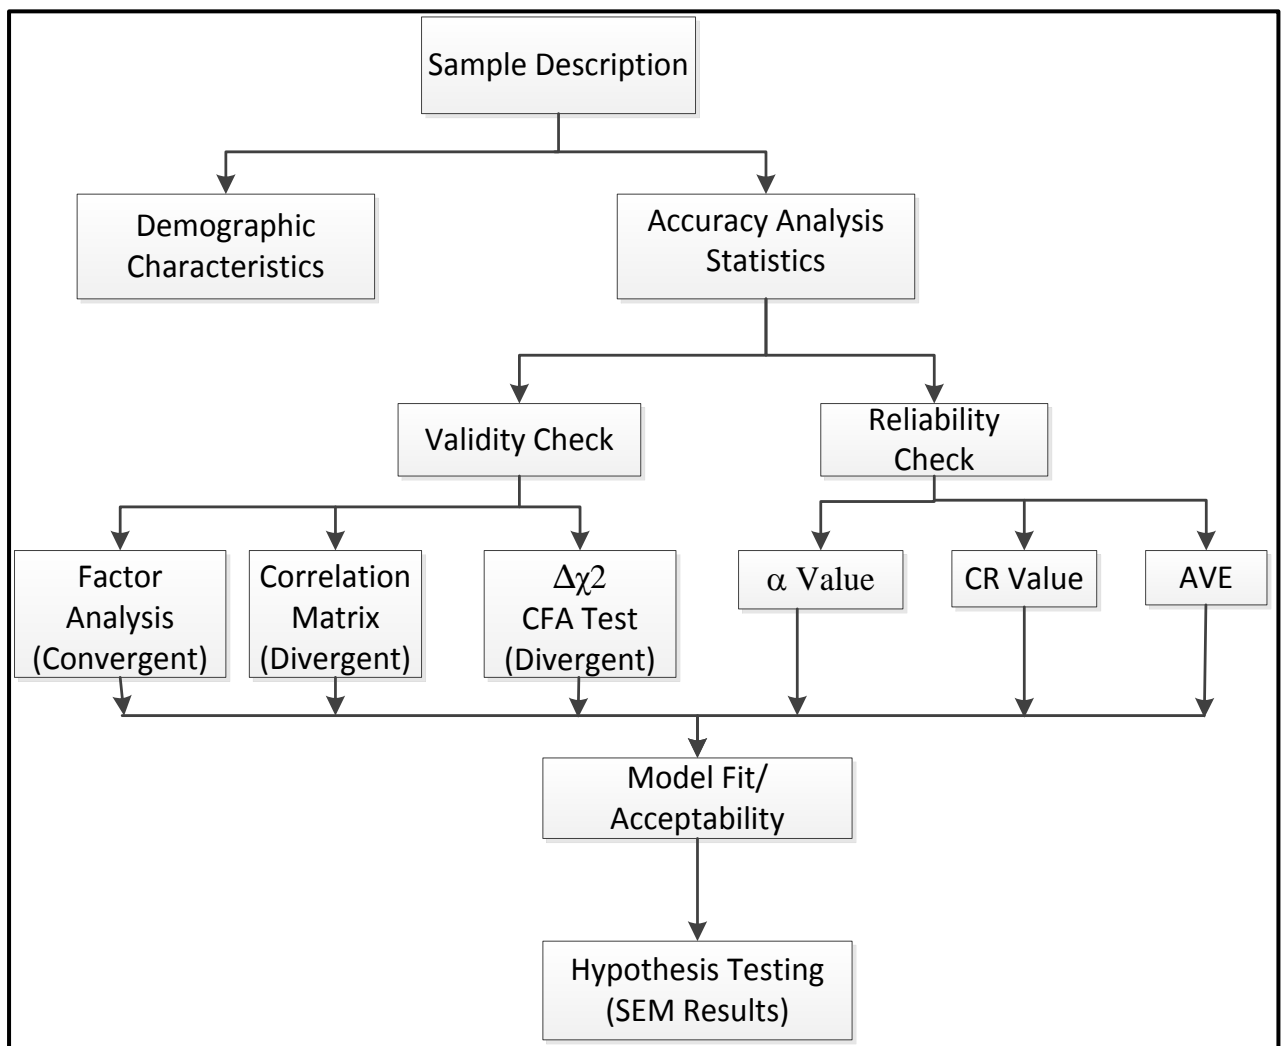 Sample Description
Demographic
Characteristics
Accuracy Analysis
Statistics
Validity Check
Reliability
Check
Factor
Analysis
(Convergent)
Correlation
Matrix
(Divergent)
Δχ2
CFA Test
(Divergent)
α Value
CR Value
AVE
Model Fit/
Acceptability
Hypothesis Testing
(SEM Results)